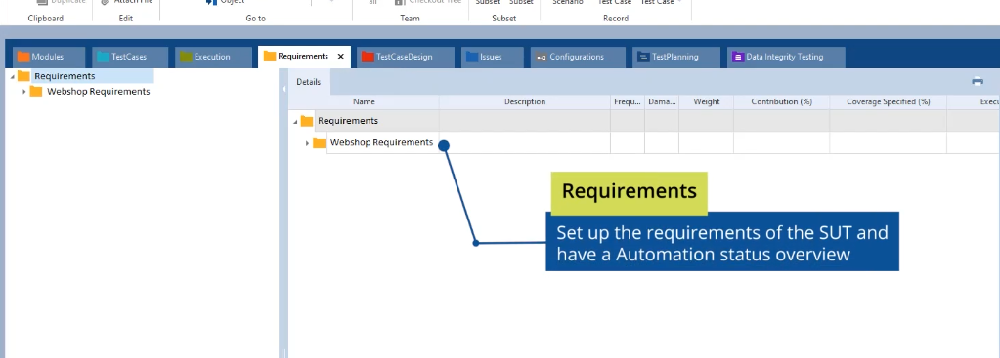 Duplicate
Attach File
Object
all
Checkout Tree
Subset
Subset
Scenario
Test Case
Test Case
Clipboard
Edit
Go to
Team
Subset
Record
Modules
TestCases
Execution
Requirements
TestCaseDesign
Issues
Configurations
TestPlanning
Data Integrity Testing
Requirements
Webshop Requirements
Details
Name
Description
Frequ...
Dama...
Weight
Contribution (%)
Coverage Specified (%)
Execu
Requirements
Webshop Requirements
Requirements
Set up the requirements of the SUT and
have a Automation status overview